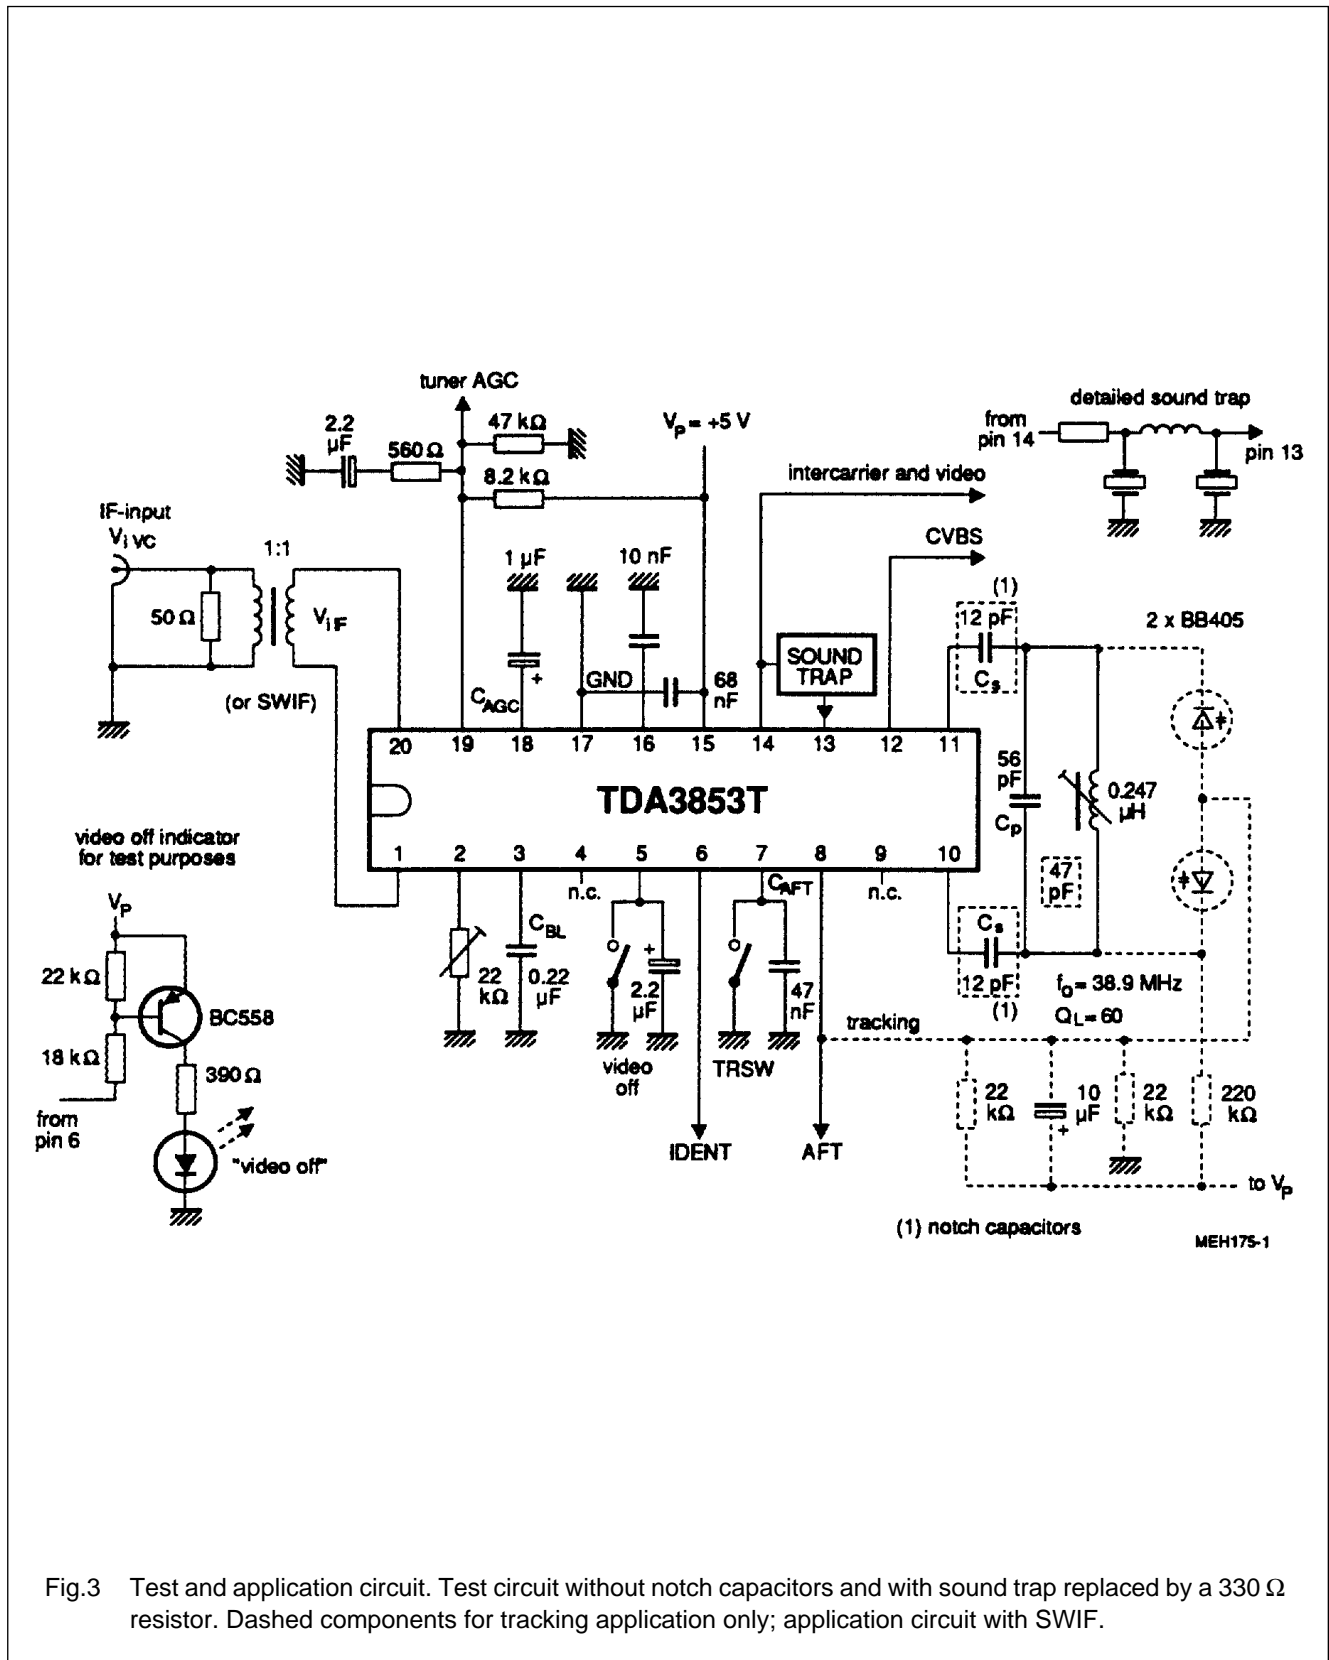 tuner AGC
2.2
µF
560 Ω
47 kΩ
8.2 kΩ
Vp = +5 V
detailed sound trap
from
pin 14
pin 13
intercarrier and video
CVBS
IF-input
Vi VC
1:1
50 Ω
Vi IF
(or SWIF)
1 µF
10 nF
CAGC
+
GND
68
nF
SOUND
TRAP
(1)
12 pF
Cs
2 x BB405
20 19 18 17 16 15 14 13 12 11
TDA3853T
1 2 3 4 5 6 7 8 9 10
56
pF
Cp
0.247
µH
47
pF
video off indicator
for test purposes
Vp
22 kΩ
BC558
18 kΩ
390 Ω
from
pin 6
"video off"
22
kΩ
CBL
0.22
µF
n.c.
+
2.2
µF
video
off
IDENT
CAFT
47
nF
TRSW
AFT
n.c.
Cs
12 pF
(1)
fo = 38.9 MHz
QL = 60
tracking
22
kΩ
10
µF
+
22
kΩ
220
kΩ
to Vp
(1) notch capacitors
MEH175-1
Fig.3 Test and application circuit. Test circuit without notch capacitors and with sound trap replaced by a 330 Ω
resistor. Dashed components for tracking application only; application circuit with SWIF.